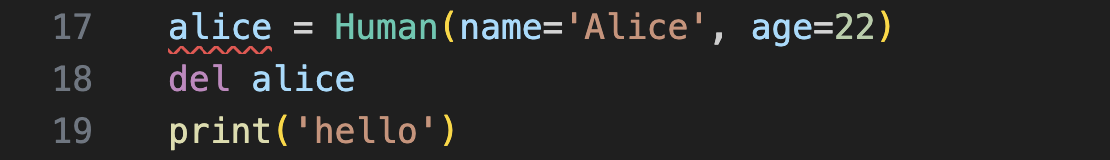 17 alice = Human(name='Alice', age=22)
18 del alice
19 print('hello')